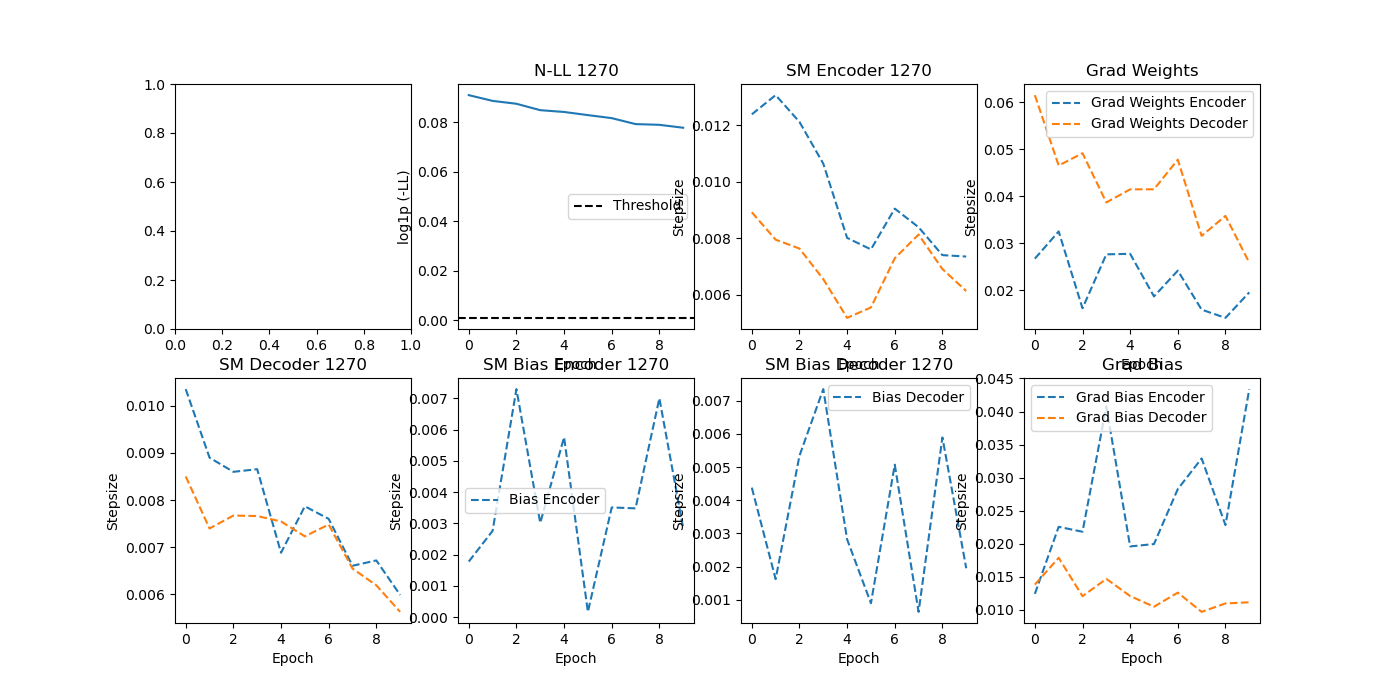 N-LL 1270
SM Encoder 1270
Grad Weights
1.0
0.8
0.6
0.4
0.2
0.0
0.0 0.2 0.4 0.6 0.8 1.0
log1p (-LL)
0.08
0.06
0.04
0.02
0.00
Threshold
0 2 4 6 8
Epoch
Stepsize
0.012
0.010
0.008
0.006
0 2 4 6 8
Epoch
Stepsize
0.06
0.05
0.04
0.03
0.02
Grad Weights Encoder
Grad Weights Decoder
0 2 4 6 8
Epoch
SM Decoder 1270
SM Bias Encoder 1270
SM Bias Decoder 1270
Grad Bias
Stepsize
0.010
0.009
0.008
0.007
0.006
0 2 4 6 8
Epoch
Stepsize
0.007
0.006
0.005
0.004
0.003
0.002
0.001
0.000
Bias Encoder
0 2 4 6 8
Epoch
Stepsize
0.007
0.006
0.005
0.004
0.003
0.002
0.001
Bias Decoder
0 2 4 6 8
Epoch
Stepsize
0.045
0.040
0.035
0.030
0.025
0.020
0.015
0.010
Grad Bias Encoder
Grad Bias Decoder
0 2 4 6 8
Epoch